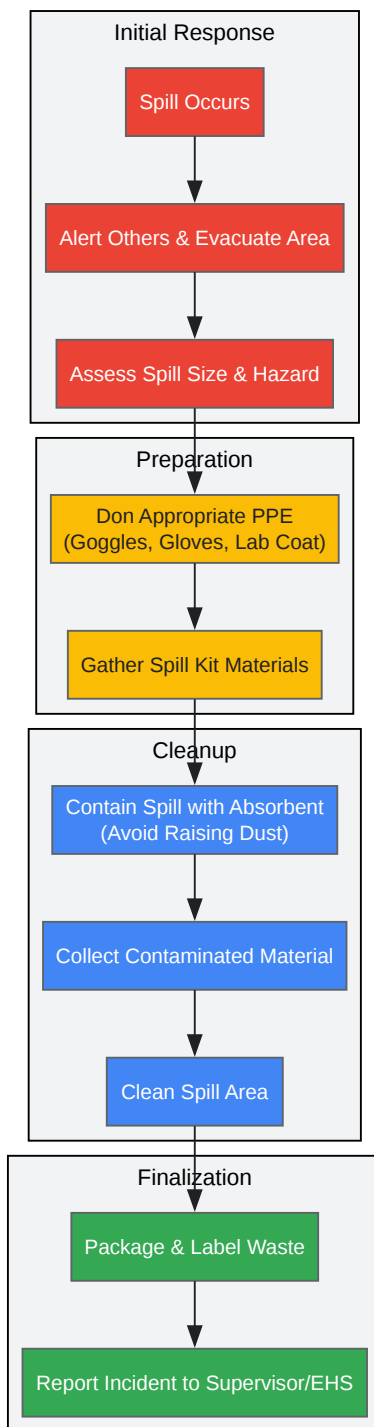 Initial Response
Spill Occurs
Alert Others & Evacuate Area
Assess Spill Size & Hazard
Preparation
Don Appropriate PPE
(Goggles, Gloves, Lab Coat)
Gather Spill Kit Materials
Cleanup
Contain Spill with Absorbent
(Avoid Raising Dust)
Collect Contaminated Material
Clean Spill Area
Finalization
Package & Label Waste
Report Incident to Supervisor/EHS